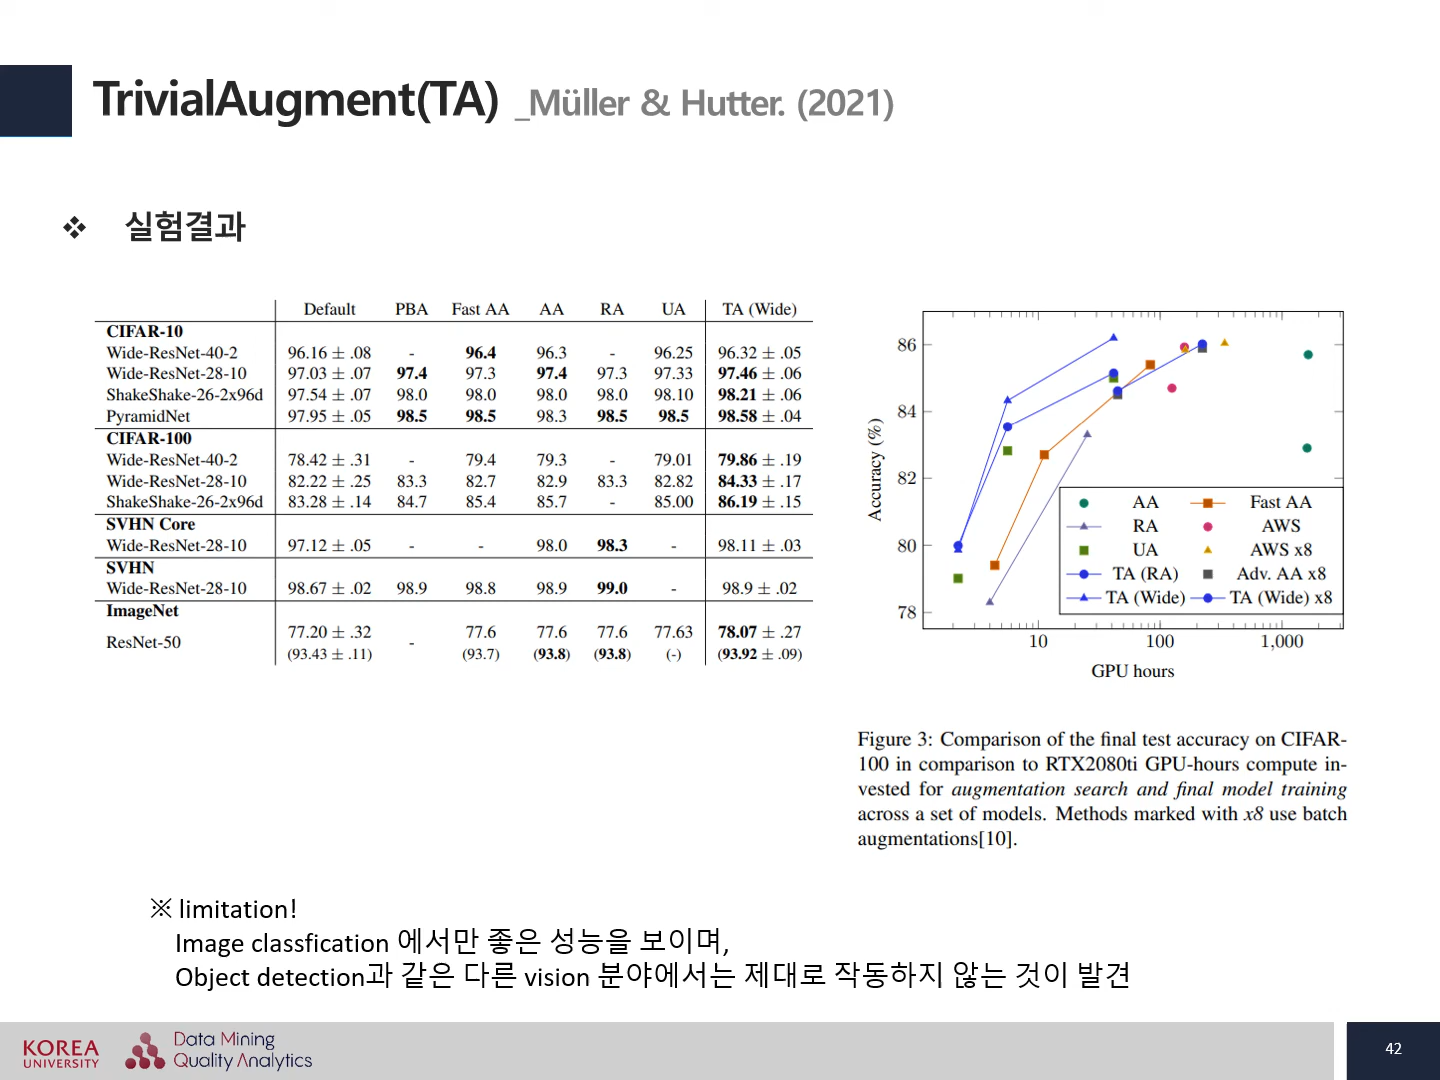 TrivialAugment(TA) _Müller & Hutter. (2021)
❖ 실험결과
Default PBA Fast AA AA RA UA TA (Wide)
CIFAR-10
Wide-ResNet-40-2 96.16 ± .08 - 96.4 96.3 - 96.25 96.32 ± .05
Wide-ResNet-28-10 97.03 ± .07 97.4 97.3 97.4 97.3 97.33 97.46 ± .06
ShakeShake-26-2x96d 97.54 ± .07 98.0 98.0 98.0 98.0 98.10 98.21 ± .06
PyramidNet 97.95 ± .05 98.5 98.5 98.3 98.5 98.5 98.58 ± .04
CIFAR-100
Wide-ResNet-40-2 78.42 ± .31 - 79.4 79.3 - 79.01 79.86 ± .19
Wide-ResNet-28-10 82.22 ± .25 83.3 82.7 82.9 83.3 82.82 84.33 ± .17
ShakeShake-26-2x96d 83.28 ± .14 84.7 85.4 85.7 - 85.00 86.19 ± .15
SVHN Core
Wide-ResNet-28-10 97.12 ± .05 - - 98.0 98.3 - 98.11 ± .03
SVHN
Wide-ResNet-28-10 98.67 ± .02 98.9 98.8 98.9 99.0 - 98.9 ± .02
ImageNet
ResNet-50 77.20 ± .32 - 77.6 77.6 77.6 77.63 78.07 ± .27
(93.43 ± .11) (93.7) (93.8) (93.8) (-) (93.92 ± .09)
Accuracy (%)
86
84
82
80
78
AA Fast AA
RA AWS
UA AWS x8
TA (RA) Adv. AA x8
TA (Wide) TA (Wide) x8
10 100 1,000
GPU hours
Figure 3: Comparison of the final test accuracy on CIFAR-
100 in comparison to RTX2080ti GPU-hours compute in-
vested for augmentation search and final model training
across a set of models. Methods marked with x8 use batch
augmentations[10].
※ limitation!
Image classfication 에서만 좋은 성능을 보이며,
Object detection과 같은 다른 vision 분야에서는 제대로 작동하지 않는 것이 발견
KOREA
UNIVERSITY
Data Mining
Quality Analytics
42